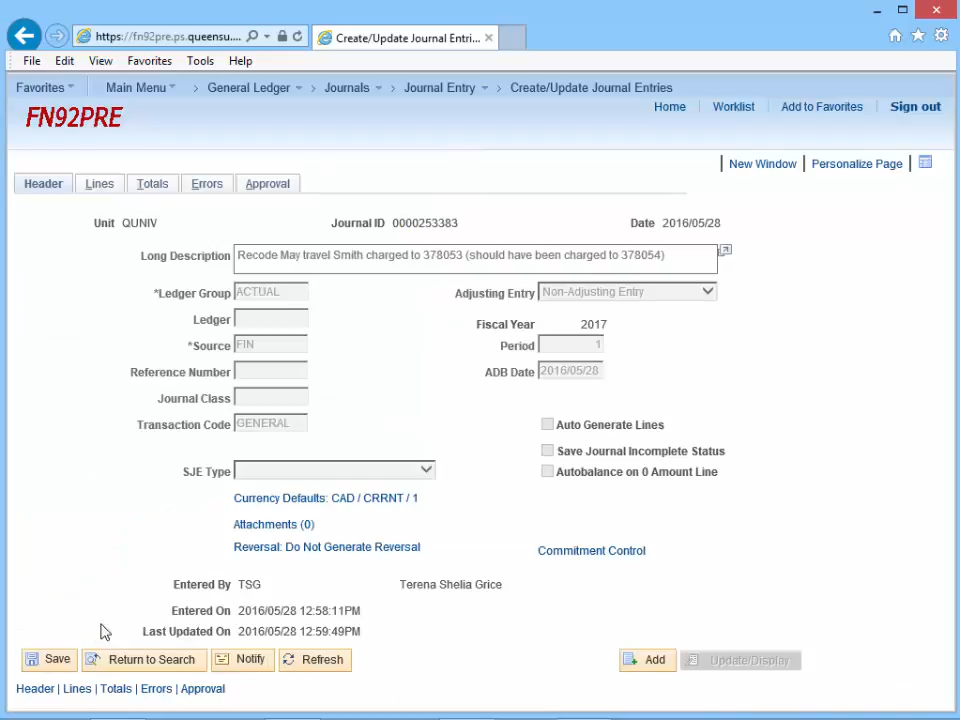 https://fn92pre.ps.queensu....
Create/Update Journal Entri...
File Edit View Favorites Tools Help
Favorites Main Menu > General Ledger > Journals > Journal Entry > Create/Update Journal Entries
FN92PRE
Home Worklist Add to Favorites Sign out
New Window Personalize Page
Header Lines Totals Errors Approval
Unit QUNIV Journal ID 0000253383 Date 2016/05/28
Long Description Recode May travel Smith charged to 378053 (should have been charged to 378054)
*Ledger Group ACTUAL Adjusting Entry Non-Adjusting Entry
Ledger Fiscal Year 2017
*Source FIN Period 1
Reference Number ADB Date 2016/05/28
Journal Class
Transaction Code GENERAL Auto Generate Lines
Save Journal Incomplete Status
SJE Type Autobalance on 0 Amount Line
Currency Defaults: CAD / CRRNT / 1
Attachments (0)
Reversal: Do Not Generate Reversal Commitment Control
Entered By TSG Terena Shelia Grice
Entered On 2016/05/28 12:58:11PM
Last Updated On 2016/05/28 12:59:49PM
Save Return to Search Notify Refresh Add Update/Display
Header | Lines | Totals | Errors | Approval